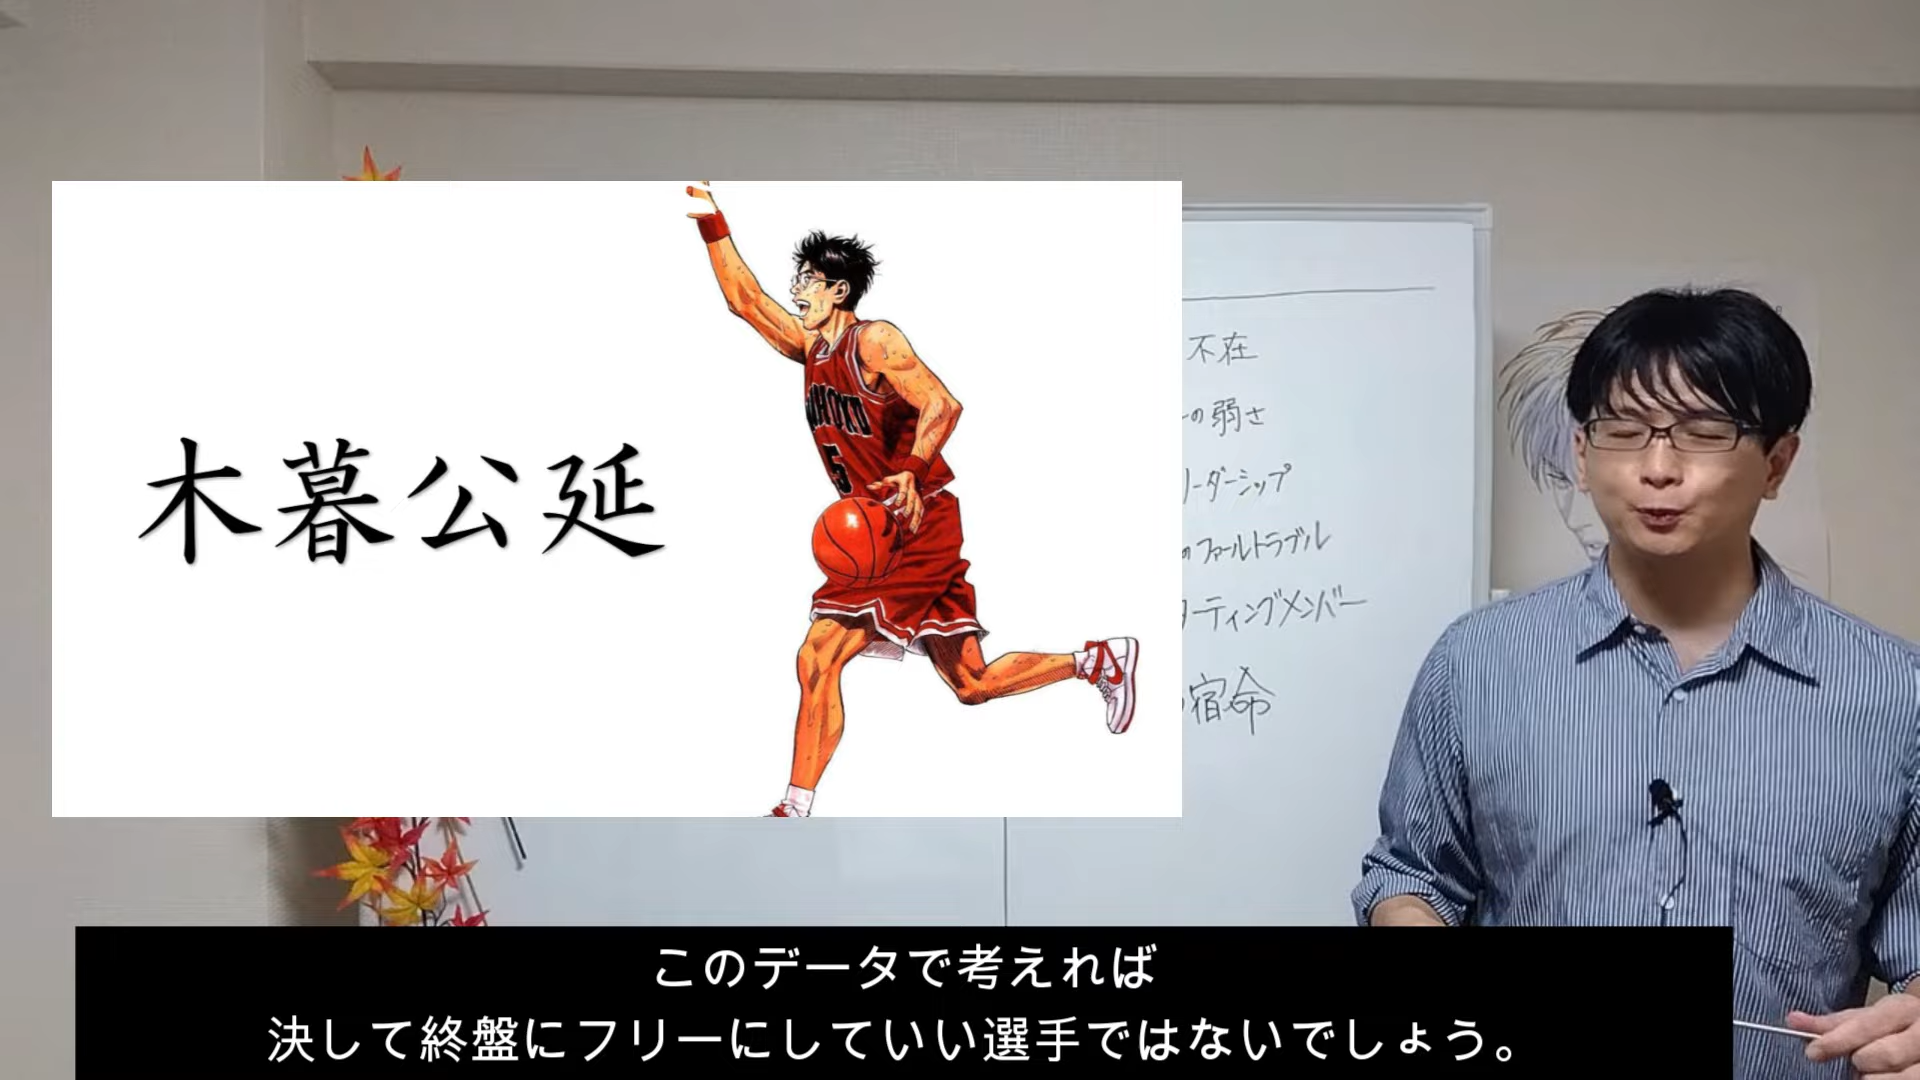 木暮公延
5
不在
の弱さ
リーダーシップ
のファールトラブル
ターティングメンバー
宿命
このデータで考えれば
決して終盤にフリーにしていい選手ではないでしょう。